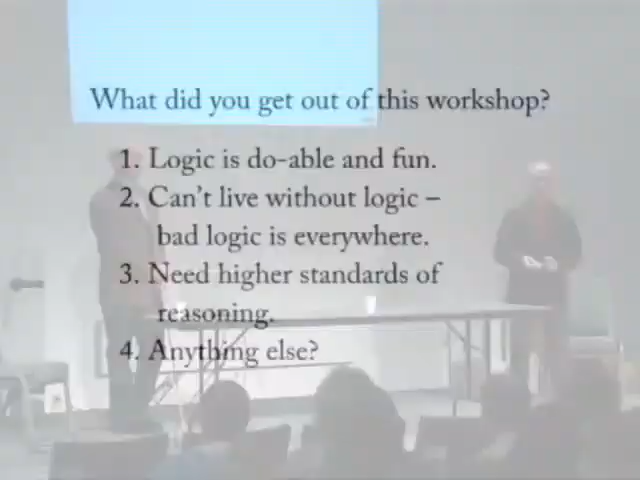 What did you get out of this workshop?
1. Logic is do-able and fun.
2. Can't live without logic –
bad logic is everywhere.
3. Need higher standards of
reasoning.
4. Anything else?